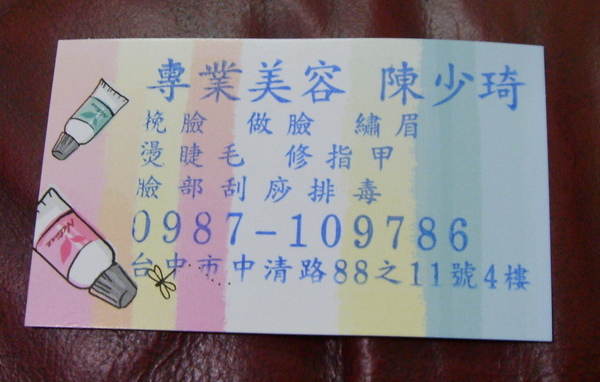 專業美容 陳少琦
挽臉 做臉 繡眉
燙睫毛 修指甲
臉部刮痧排毒
0987-109786
台中市中清路88之11號4樓